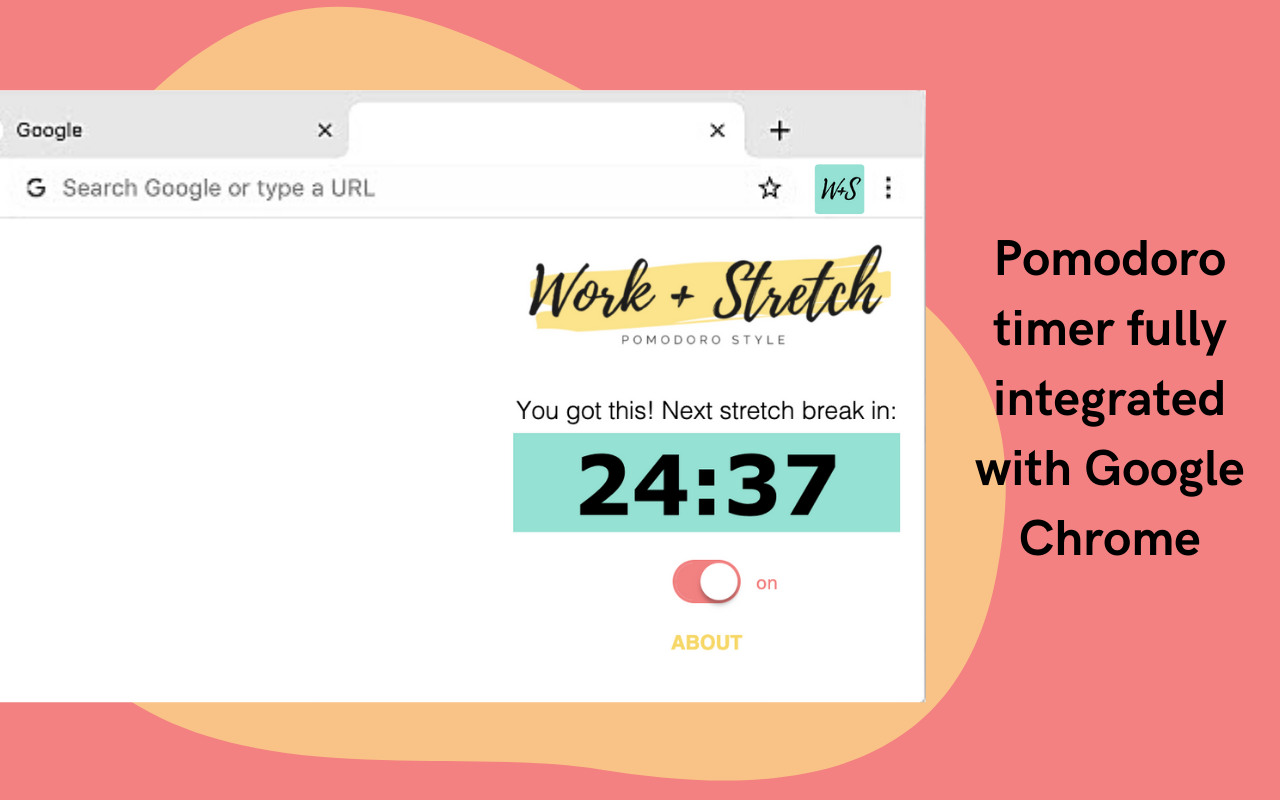 Google
Search Google or type a URL
W+S
Work + Stretch
POMODORO STYLE
You got this! Next stretch break in:
24:37
on
ABOUT
Pomodoro
timer fully
integrated
with Google
Chrome